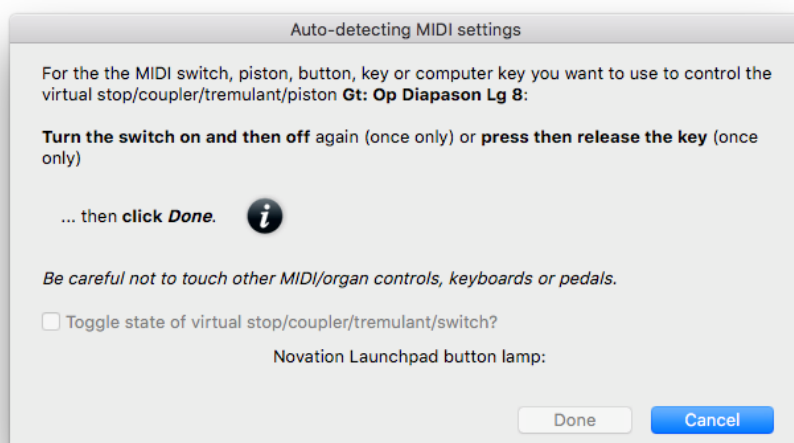 Auto-detecting MIDI settings
For the the MIDI switch, piston, button, key or computer key you want to use to control the
virtual stop/coupler/tremulant/piston Gt: Op Diapason Lg 8:
Turn the switch on and then off again (once only) or press then release the key (once
only)
... then click Done.
Be careful not to touch other MIDI/organ controls, keyboards or pedals.
Toggle state of virtual stop/coupler/tremulant/switch?
Novation Launchpad button lamp:
Done
Cancel